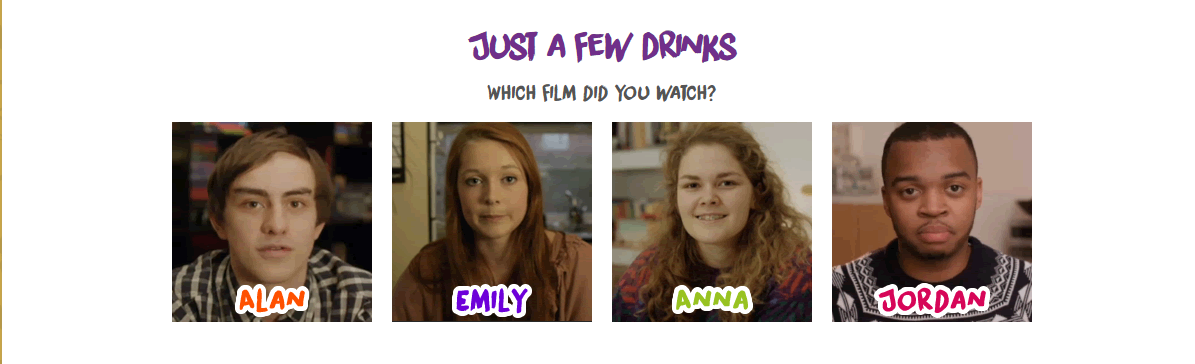 JUST A FEW DRINKS
WHICH FILM DID YOU WATCH?
ALAN
EMILY
ANNA
JORDAN